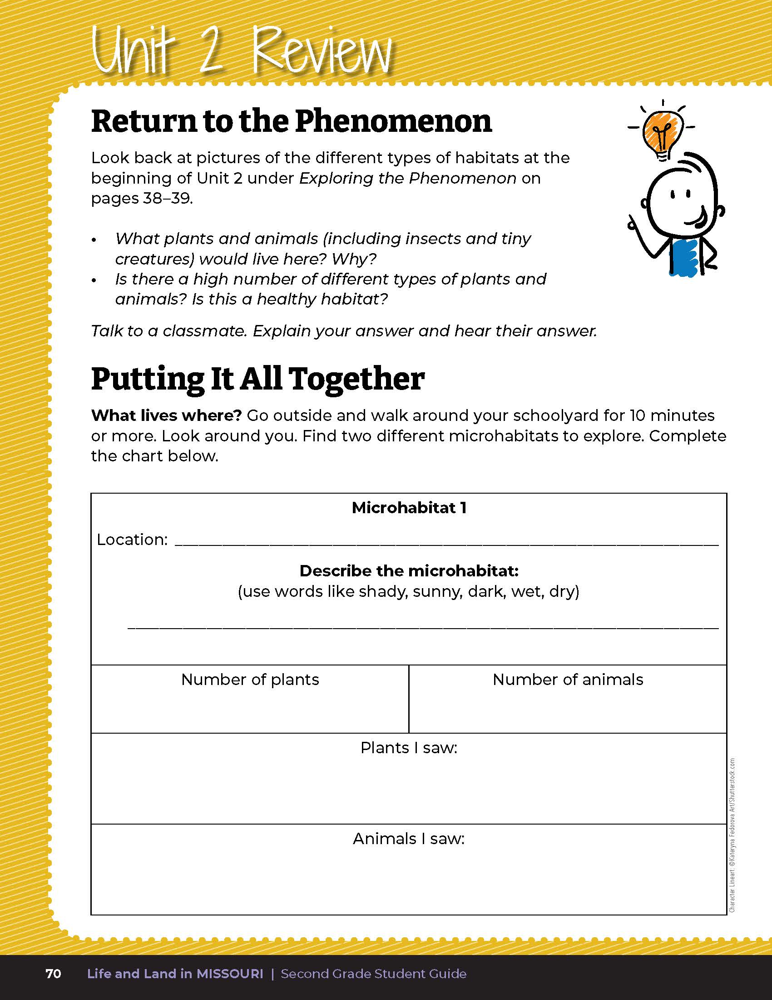 Unit 2 Review
Return to the Phenomenon
Look back at pictures of the different types of habitats at the
beginning of Unit 2 under Exploring the Phenomenon on
pages 38–39.
• What plants and animals (including insects and tiny
creatures) would live here? Why?
• Is there a high number of different types of plants and
animals? Is this a healthy habitat?
Talk to a classmate. Explain your answer and hear their answer.
Putting It All Together
What lives where? Go outside and walk around your schoolyard for 10 minutes
or more. Look around you. Find two different microhabitats to explore. Complete
the chart below.
Microhabitat 1
Location: ______________________________________________________________________
Describe the microhabitat:
(use words like shady, sunny, dark, wet, dry)
____________________________________________________________________________
Number of plants
Number of animals
Plants I saw:
Animals I saw:
Character Lineart: ©Kateryna Fedorova Art/Shutterstock.com
70 Life and Land in MISSOURI | Second Grade Student Guide